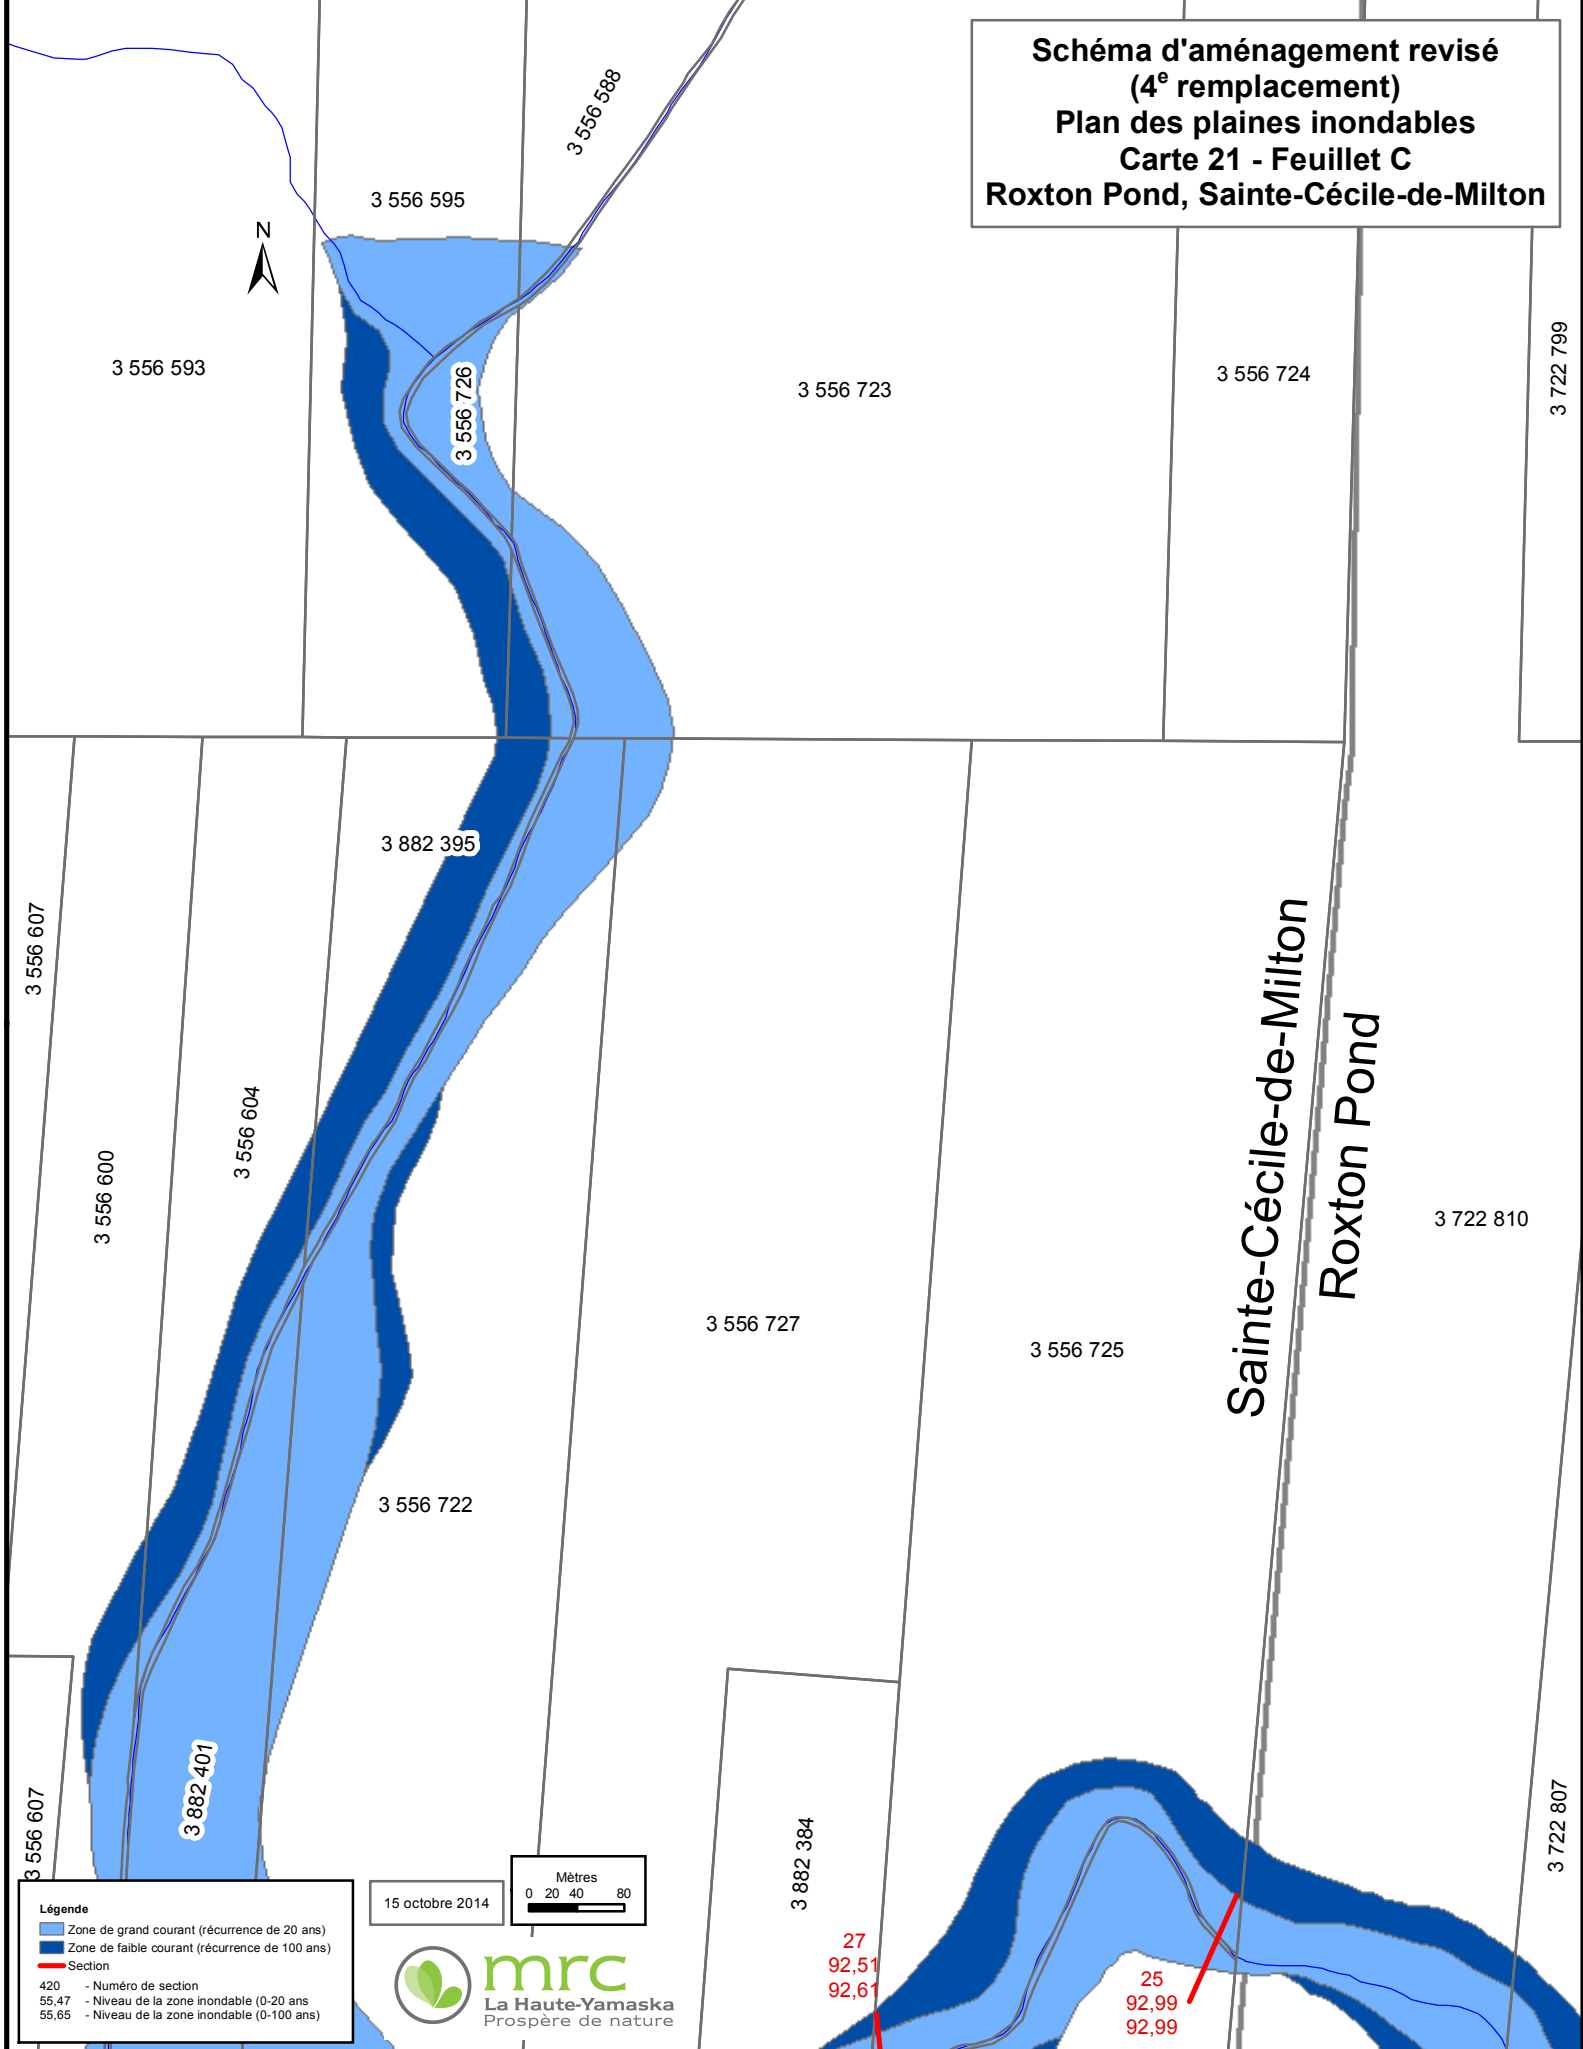 Schéma d'aménagement revisé
(4e remplacement)
Plan des plaines inondables
Carte 21 - Feuillet C
Roxton Pond, Sainte-Cécile-de-Milton
3 556 588
3 556 595
N
3 556 593
3 556 726
3 556 723
3 556 724
3 722 799
3 882 395
3 556 607
3 556 600
3 556 604
Sainte-Cécile-de-Milton
Roxton Pond
3 722 810
3 556 727
3 556 725
3 556 722
3 882 401
3 556 607
3 882 384
3 722 807
27
92,51
92,61
25
92,99
92,99
Légende
Zone de grand courant (récurrence de 20 ans)
Zone de faible courant (récurrence de 100 ans)
Section
420 - Numéro de section
55,47 - Niveau de la zone inondable (0-20 ans
55,65 - Niveau de la zone inondable (0-100 ans)
15 octobre 2014
Mètres
0 20 40 80
mrc
La Haute-Yamaska
Prospère de nature